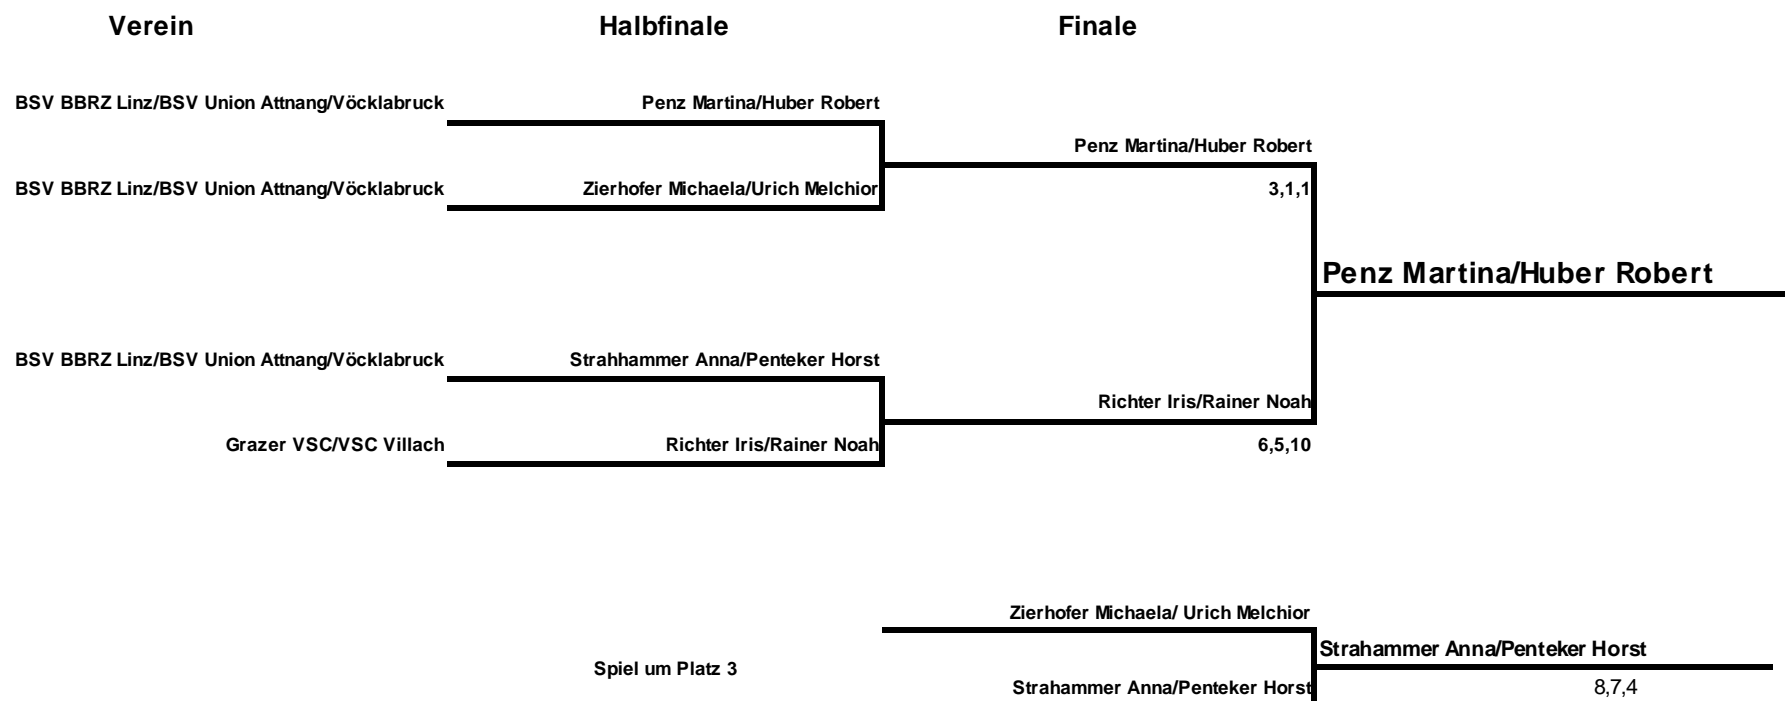 Verein Halbfinale Finale
BSV BBRZ Linz/BSV Union Attnang/Vöcklabruck Penz Martina/Huber Robert
Penz Martina/Huber Robert
BSV BBRZ Linz/BSV Union Attnang/Vöcklabruck Zierhofer Michaela/Urich Melchior 3,1,1
Penz Martina/Huber Robert
BSV BBRZ Linz/BSV Union Attnang/Vöcklabruck Strahhammer Anna/Penteker Horst
Richter Iris/Rainer Noah
Grazer VSC/VSC Villach Richter Iris/Rainer Noah 6,5,10
Zierhofer Michaela/ Urich Melchior
Strahammer Anna/Penteker Horst
Spiel um Platz 3
Strahammer Anna/Penteker Horst 8,7,4